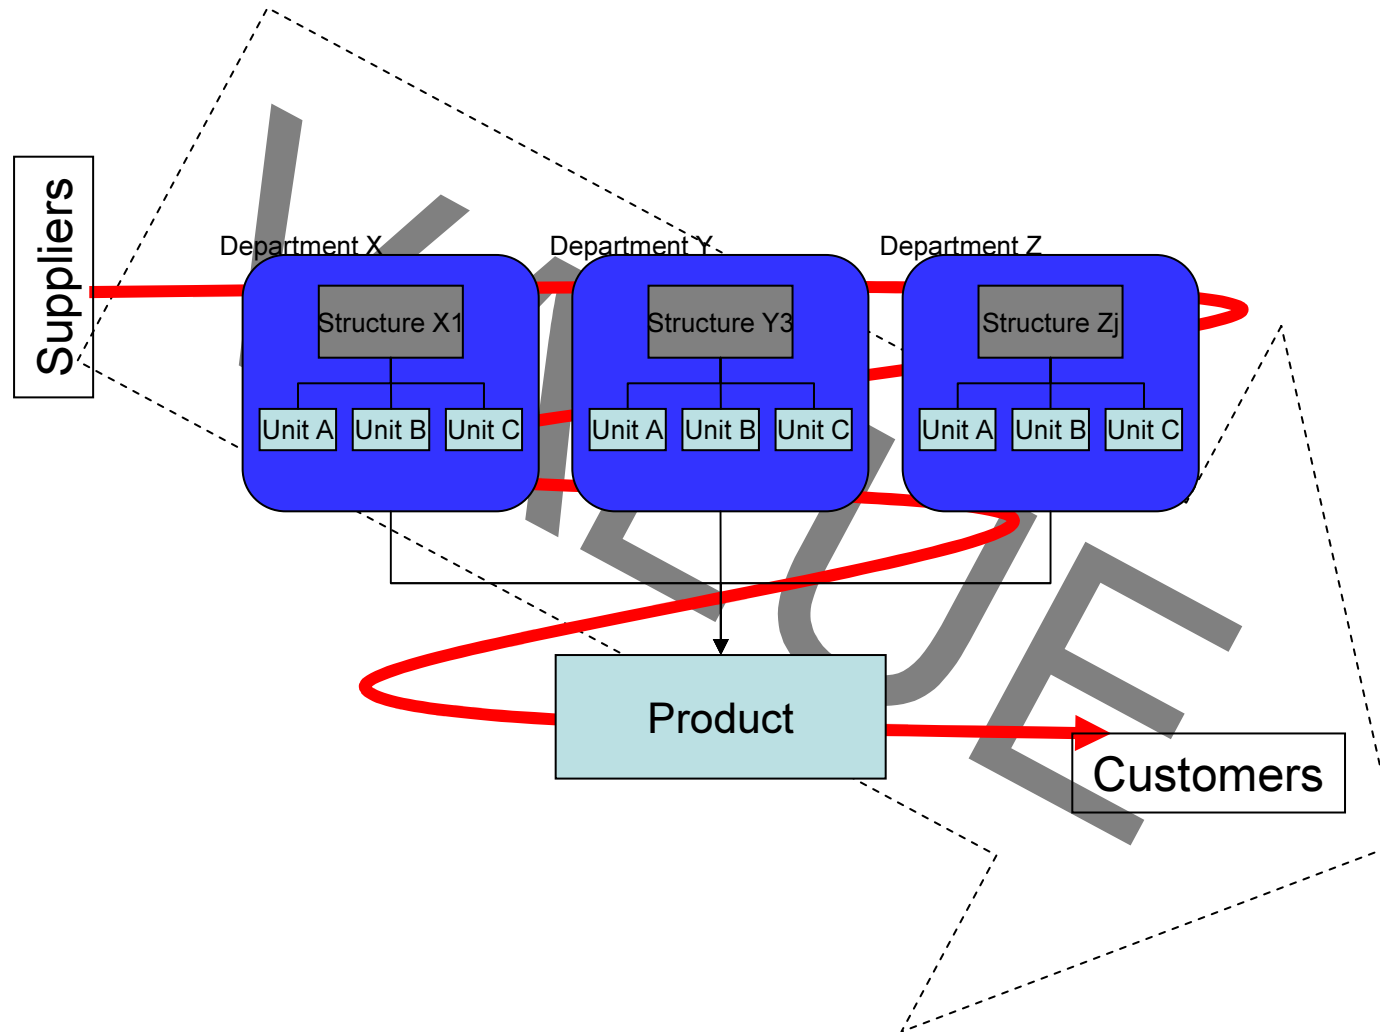 Suppliers
Department X
Department Y
Department Z
Structure X1
Structure Y3
Structure Zj
Unit A
Unit B
Unit C
Unit A
Unit B
Unit C
Unit A
Unit B
Unit C
VALUE
Product
Customers